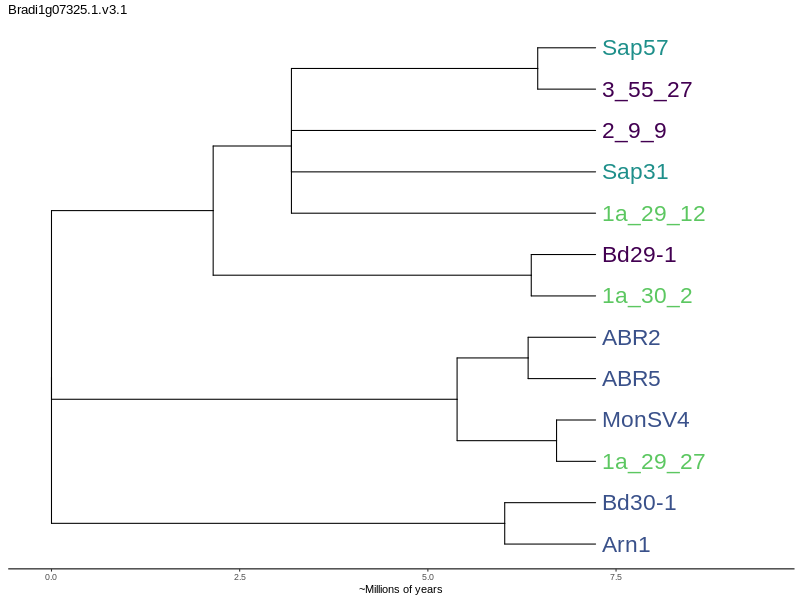 Bradi1g07325.1.v3.1
Sap57
3_55_27
2_9_9
Sap31
1a_29_12
Bd29-1
1a_30_2
ABR2
ABR5
MonSV4
1a_29_27
Bd30-1
Arn1
0.0 2.5 5.0 7.5
~Millions of years